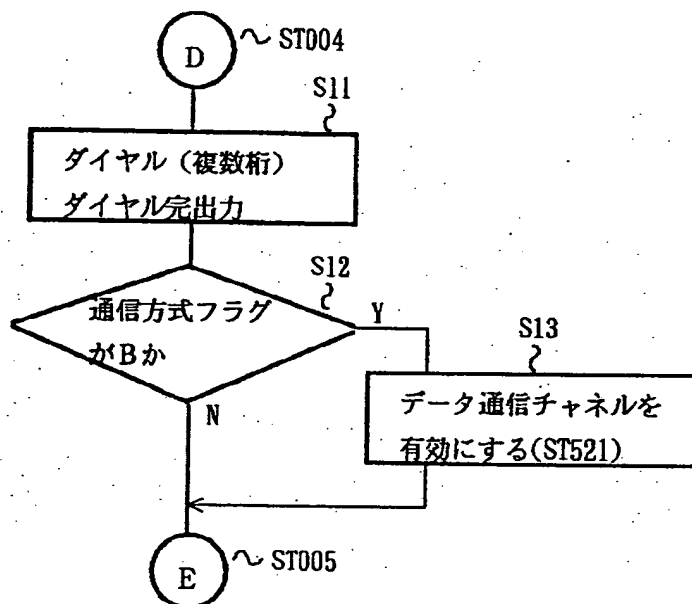 D
ST004
S11
ダイヤル(複数桁)
ダイヤル完出力
S12
通信方式フラグ
がBか
Y
N
S13
データ通信チャネルを
有効にする(ST521)
E
ST005